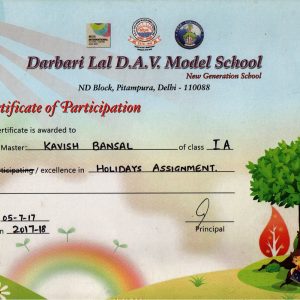 Darbari Lal D.A.V. Model School
New Generation School
ND Block, Pitampura, Delhi - 110088
rtificate of Participation
ertificate is awarded to
Master: KAVISH BANSAL of class I A
ticipating / excellence in HOLIDAYS ASSIGNMENT.
05-7-17
n 2017-18 Principal